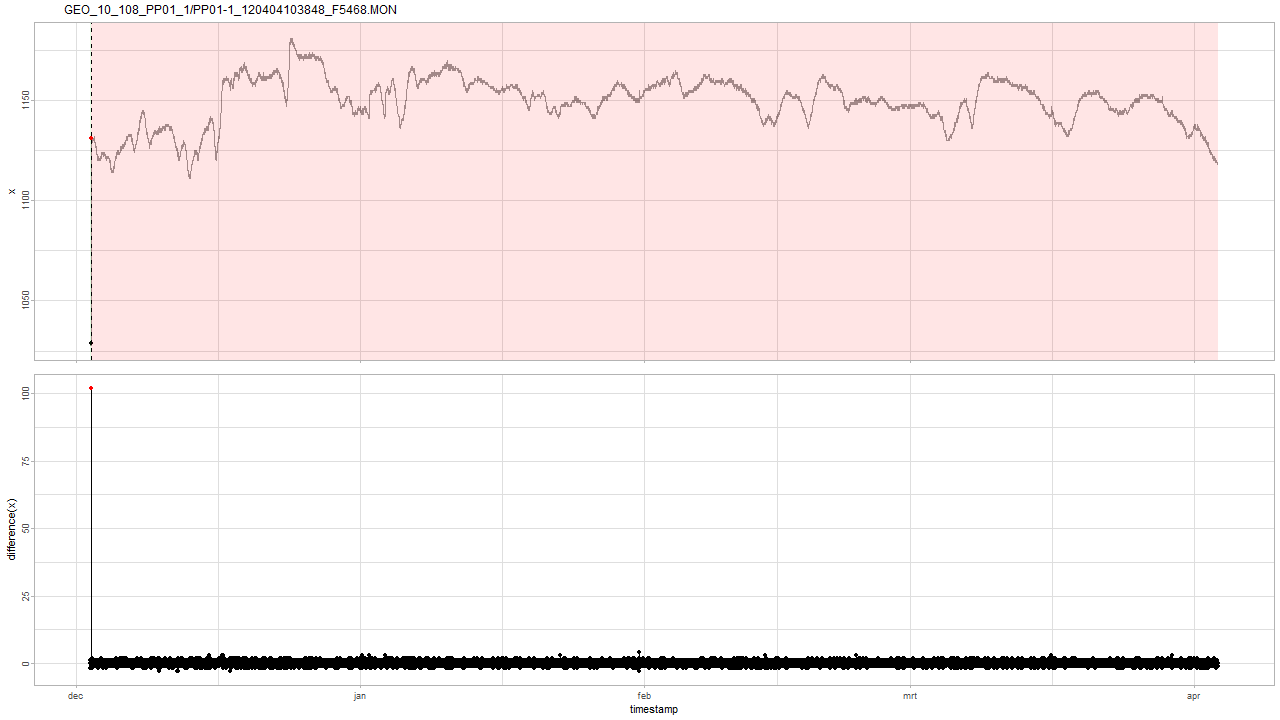 GEO_10_108_PP01_1/PP01-1_120404103848_F5468.MON
1150
1100
1050
x
100
75
50
25
0
difference(x)
dec jan feb mrt apr
timestamp